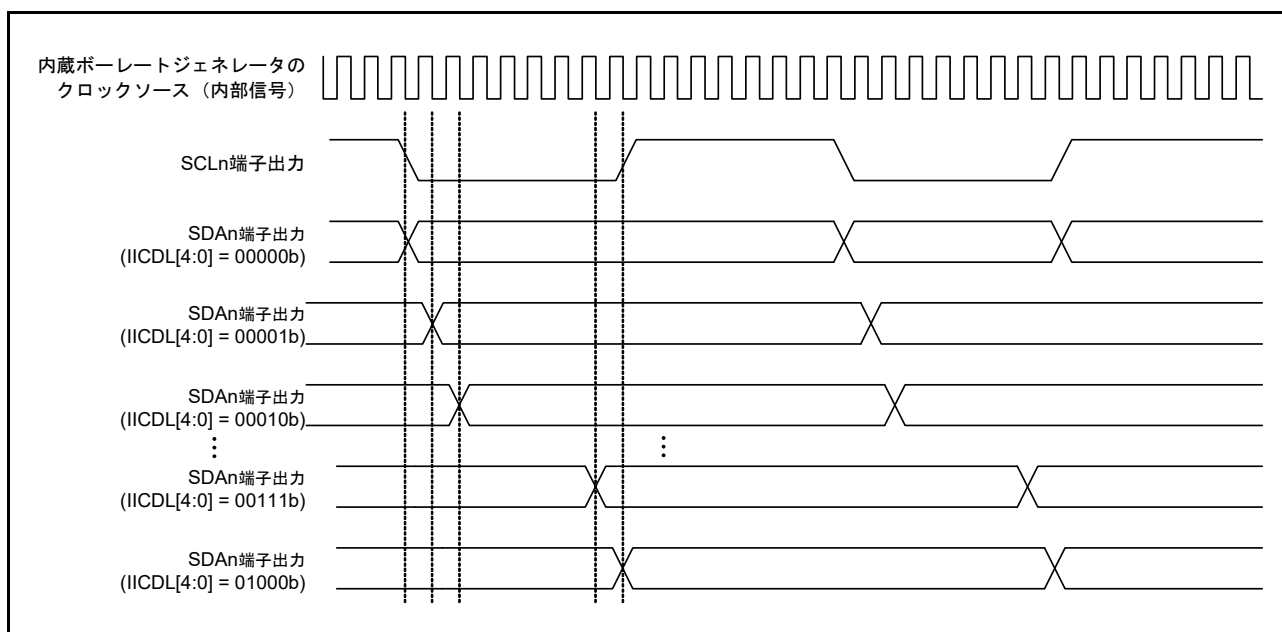 内蔵ボーレートジェネレータの
クロックソース（内部信号）
SCLn端子出力
SDAn端子出力
(IICDL[4:0] = 00000b)
SDAn端子出力
(IICDL[4:0] = 00001b)
SDAn端子出力
(IICDL[4:0] = 00010b)
SDAn端子出力
(IICDL[4:0] = 00111b)
SDAn端子出力
(IICDL[4:0] = 01000b)